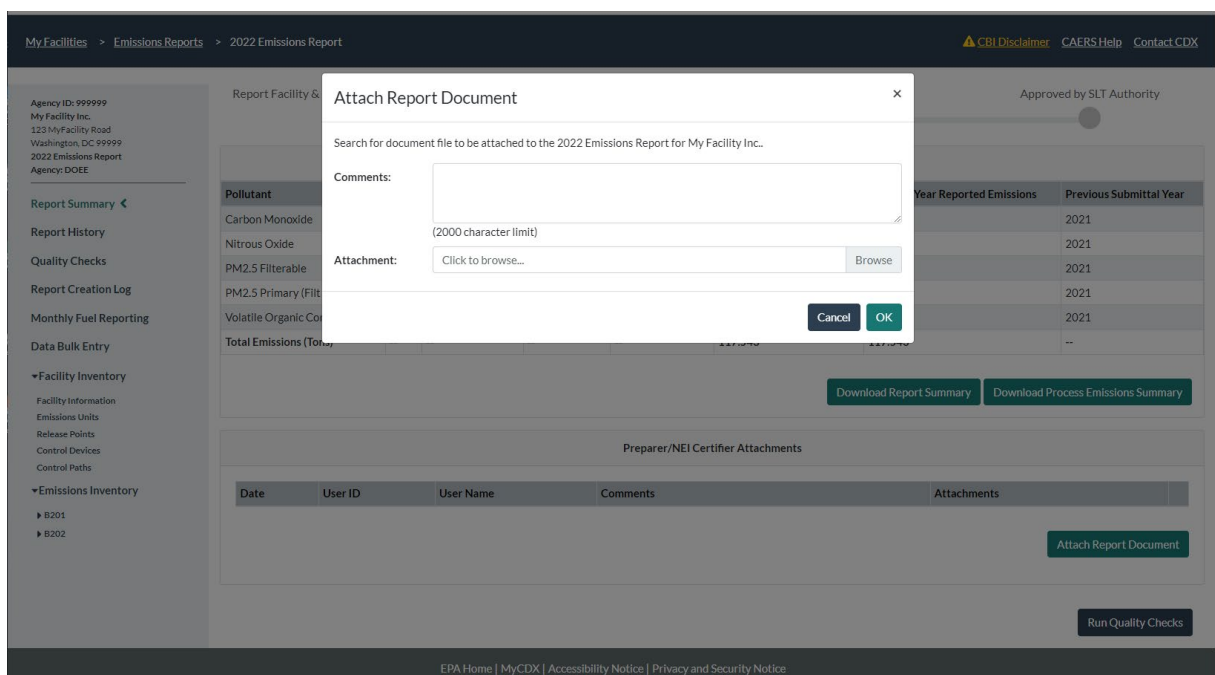 My Facilities > Emissions Reports > 2022 Emissions Report
CBI Disclaimer CAERS Help Contact CDX
Agency ID: 999999
My Facility Inc.
123 MyFacility Road
Washington, DC 99999
2022 Emissions Report
Agency: DOEE
Report Summary
Report History
Quality Checks
Report Creation Log
Monthly Fuel Reporting
Data Bulk Entry
Facility Inventory
Facility Information
Emissions Units
Release Points
Control Devices
Control Paths
Emissions Inventory
B201
B202
Report Facility &
Approved by SLT Authority
Attach Report Document ×
Search for document file to be attached to the 2022 Emissions Report for My Facility Inc..
Comments:
(2000 character limit)
Attachment: Click to browse... Browse
Cancel OK
Pollutant Year Reported Emissions Previous Submittal Year
Carbon Monoxide 2021
Nitrous Oxide 2021
PM2.5 Filterable 2021
PM2.5 Primary (Filt 2021
Volatile Organic Co 2021
Total Emissions (Tons) --
Download Report Summary Download Process Emissions Summary
Preparer/NEI Certifier Attachments
Date User ID User Name Comments Attachments
Attach Report Document
Run Quality Checks
EPA Home | MyCDX | Accessibility Notice | Privacy and Security Notice